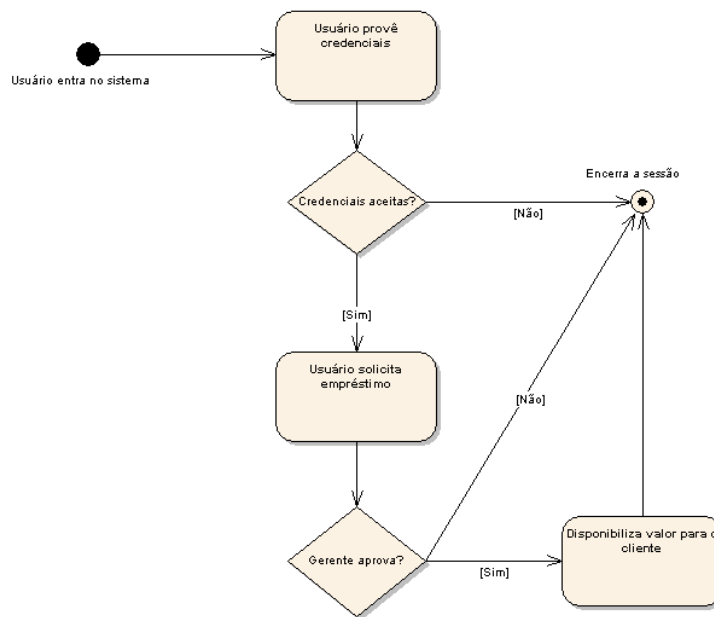 Usuário provê
credenciais
Usuário entra no sistema
Encerra a sessão
Credenciais aceitas?
[Não]
[Sim]
Usuário solicita
empréstimo
[Não]
Disponibiliza valor para o
cliente
Gerente aprova?
[Sim]